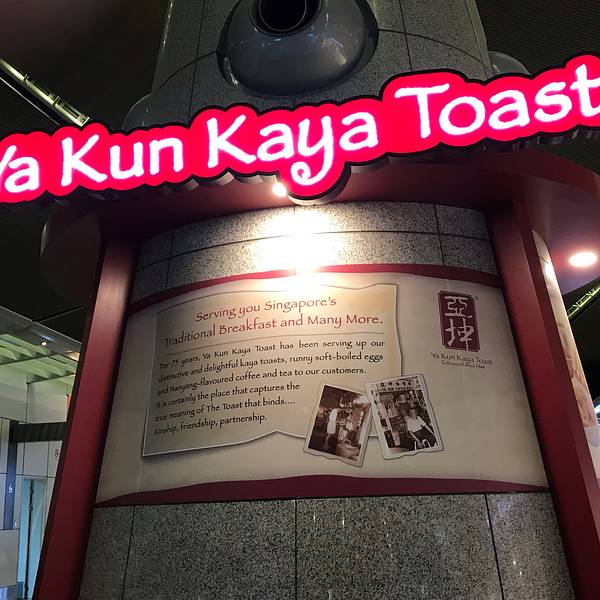 Ya Kun Kaya Toast
Serving you Singapore's
Traditional Breakfast and Many More.
For 75 years, Ya Kun Kaya Toast has been serving up our
distinctive and delightful kaya toasts, runny soft-boiled eggs
and Nanyang-flavoured coffee and tea to our customers.
It is certainly the place that captures the
true meaning of The Toast that binds....
Kinship, friendship, partnership.
亞坤
Ya Kun Kaya Toast